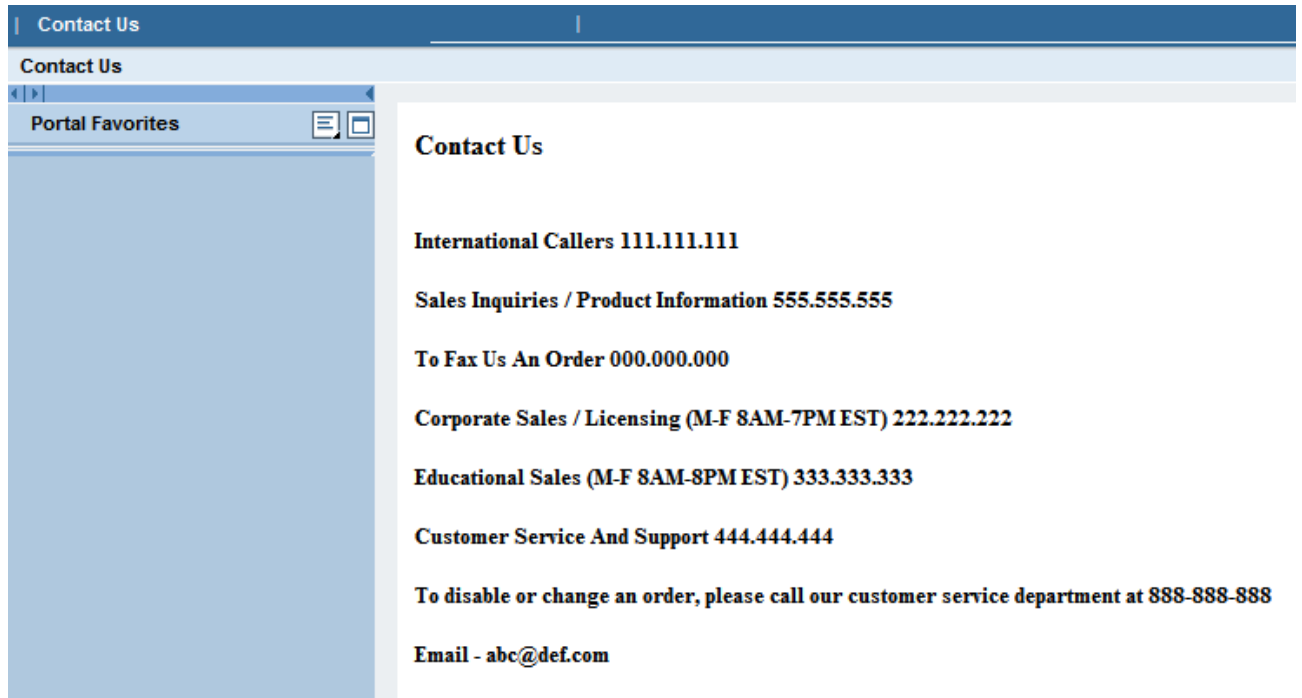 Contact Us
Contact Us
Portal Favorites
Contact Us
International Callers 111.111.111
Sales Inquiries / Product Information 555.555.555
To Fax Us An Order 000.000.000
Corporate Sales / Licensing (M-F 8AM-7PM EST) 222.222.222
Educational Sales (M-F 8AM-8PM EST) 333.333.333
Customer Service And Support 444.444.444
To disable or change an order, please call our customer service department at 888-888-888
Email - abc@def.com